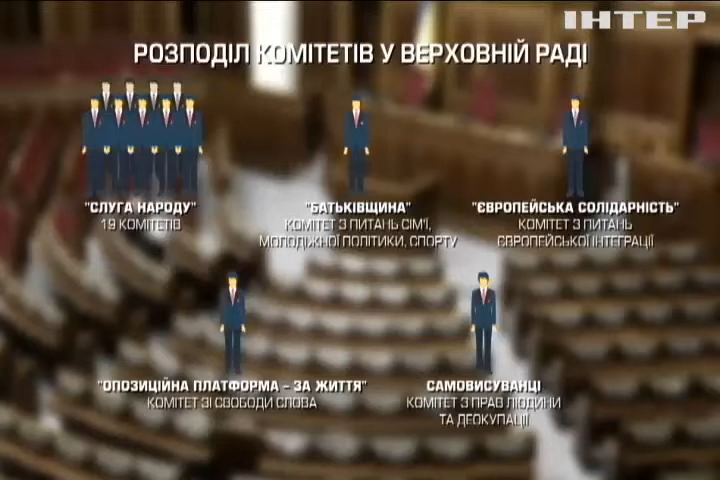 ІНТЕР
РОЗПОДІЛ КОМІТЕТІВ У ВЕРХОВНІЙ РАДІ
"СЛУГА НАРОДУ"
19 КОМІТЕТІВ
"БАТЬКІВЩИНА"
КОМІТЕТ З ПИТАНЬ СІМ'Ї,
МОЛОДІЖНОЇ ПОЛІТИКИ, СПОРТУ
"ЄВРОПЕЙСЬКА СОЛІДАРНІСТЬ"
КОМІТЕТ З ПИТАНЬ
ЄВРОПЕЙСЬКОЇ ІНТЕГРАЦІЇ
"ОПОЗИЦІЙНА ПЛАТФОРМА – ЗА ЖИТТЯ"
КОМІТЕТ ЗІ СВОБОДИ СЛОВА
САМОВИСУВАНЦІ
КОМІТЕТ З ПРАВ ЛЮДИНИ
ТА ДЕОКУПАЦІЇ